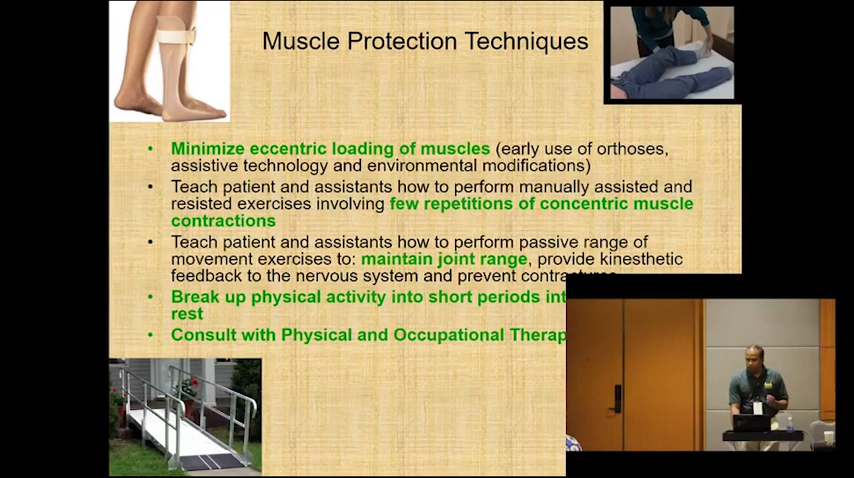 Muscle Protection Techniques
• Minimize eccentric loading of muscles (early use of orthoses,
assistive technology and environmental modifications)
• Teach patient and assistants how to perform manually assisted and
resisted exercises involving few repetitions of concentric muscle
contractions
• Teach patient and assistants how to perform passive range of
movement exercises to: maintain joint range, provide kinesthetic
feedback to the nervous system and prevent contractures
• Break up physical activity into short periods
rest
• Consult with Physical and Occupational